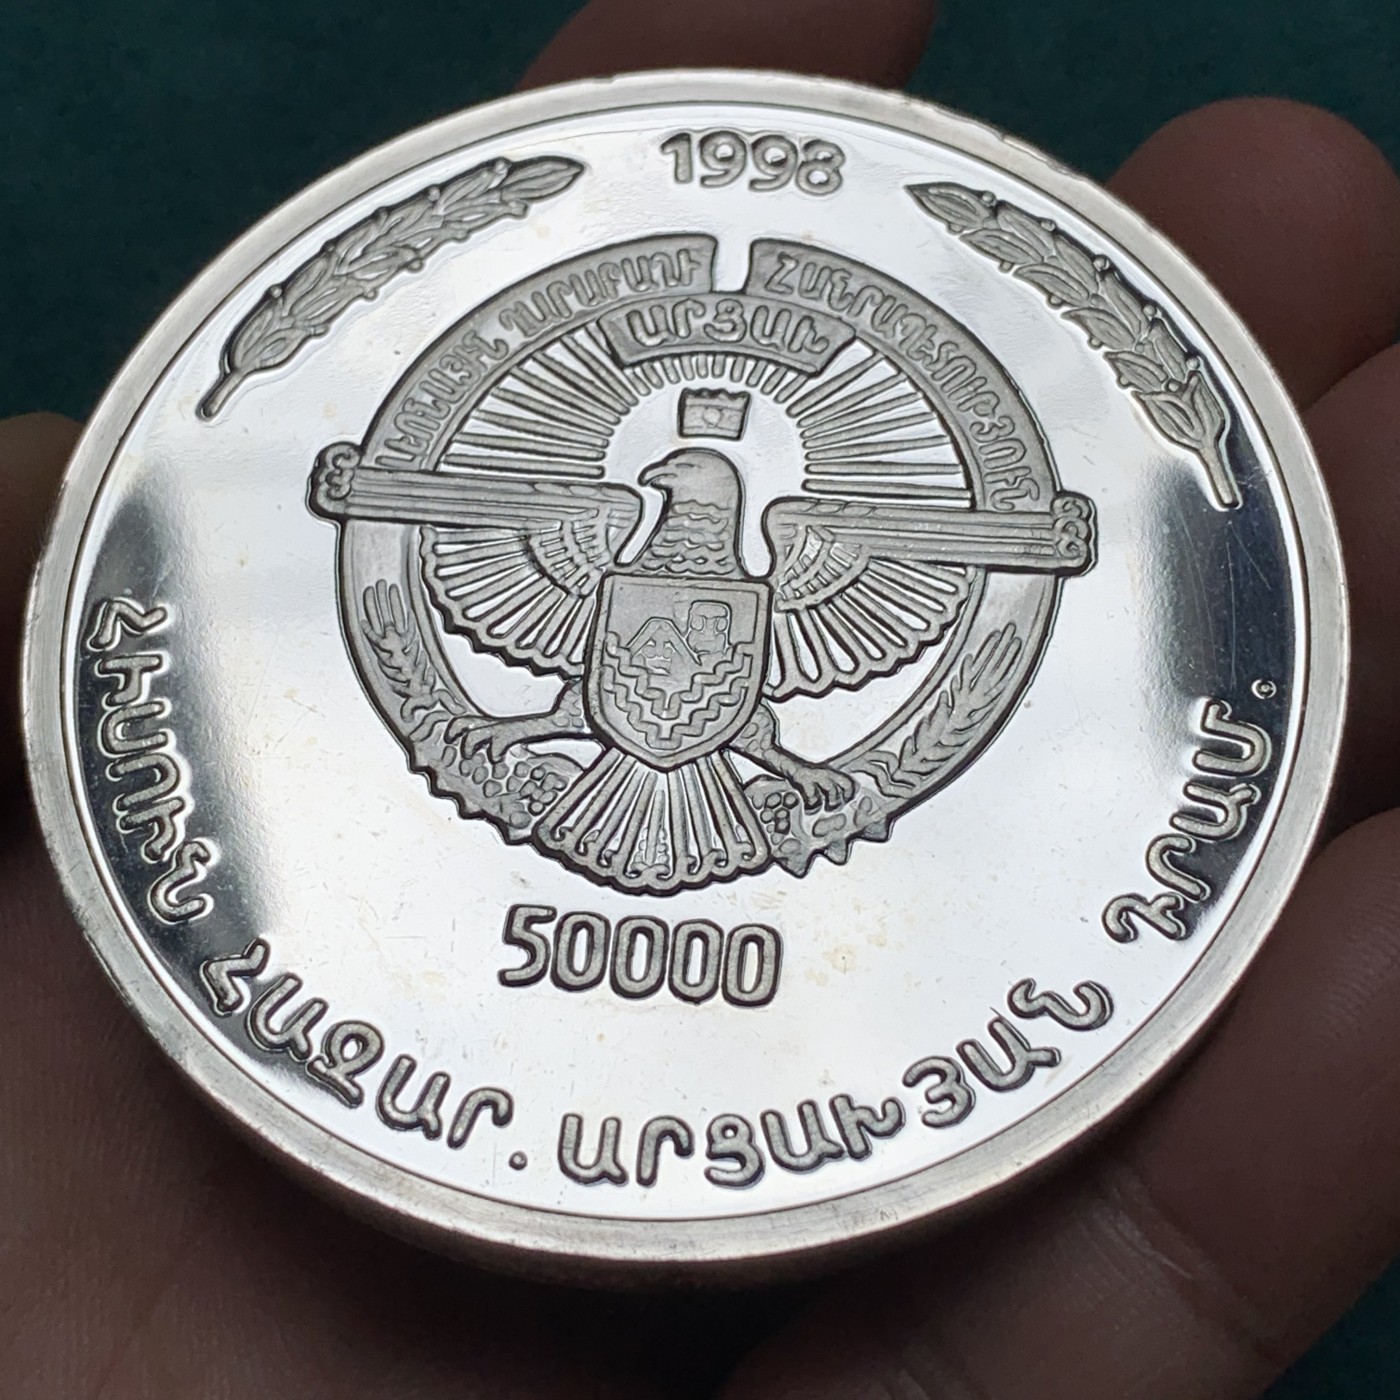 1998
ԼԵՌՆԱՅԻՆ ՂԱՐԱԲԱՂԻ ՀԱՆՐԱՊԵՏՈՒԹՅՈՒՆ
ԱՐՑԱԽ
50000
ՀԻՍՈՒՆ ՀԱԶԱՐ. ԱՐՑԱԽՅԱՆ ԴՐԱՄ